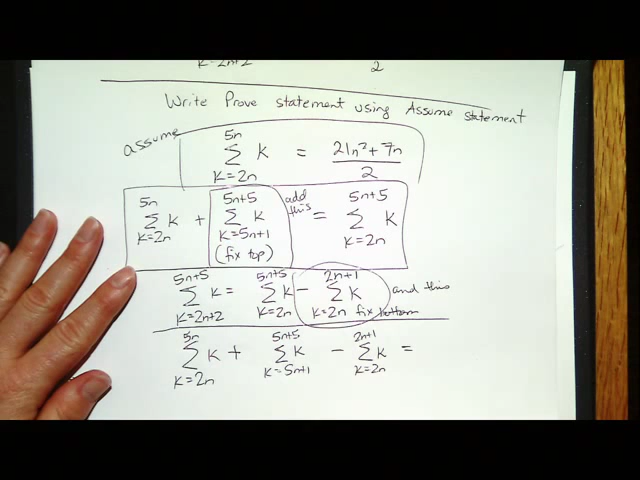 K=2n+2    2
Write Prove statement using Assume statement
assume
5n
∑ K = 21n²+7n / 2
K=2n
5n    5n+5    add    5n+5
∑ K + ∑ K    this = ∑ K
K=2n    K=5n+1    K=2n
(fix top)
5n+5    5n+5    2n+1
∑ K = ∑ K − ∑ K    and this
K=2n+2    K=2n    K=2n fix bottom
5n    5n+5    2n+1
∑ K + ∑ K − ∑ K =
K=2n    K=5n+1    K=2n